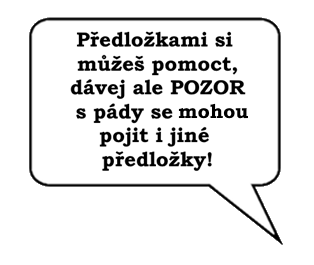 Předložkami si
můžeš pomoct,
dávej ale POZOR
s pády se mohou
pojit i jiné
předložky!